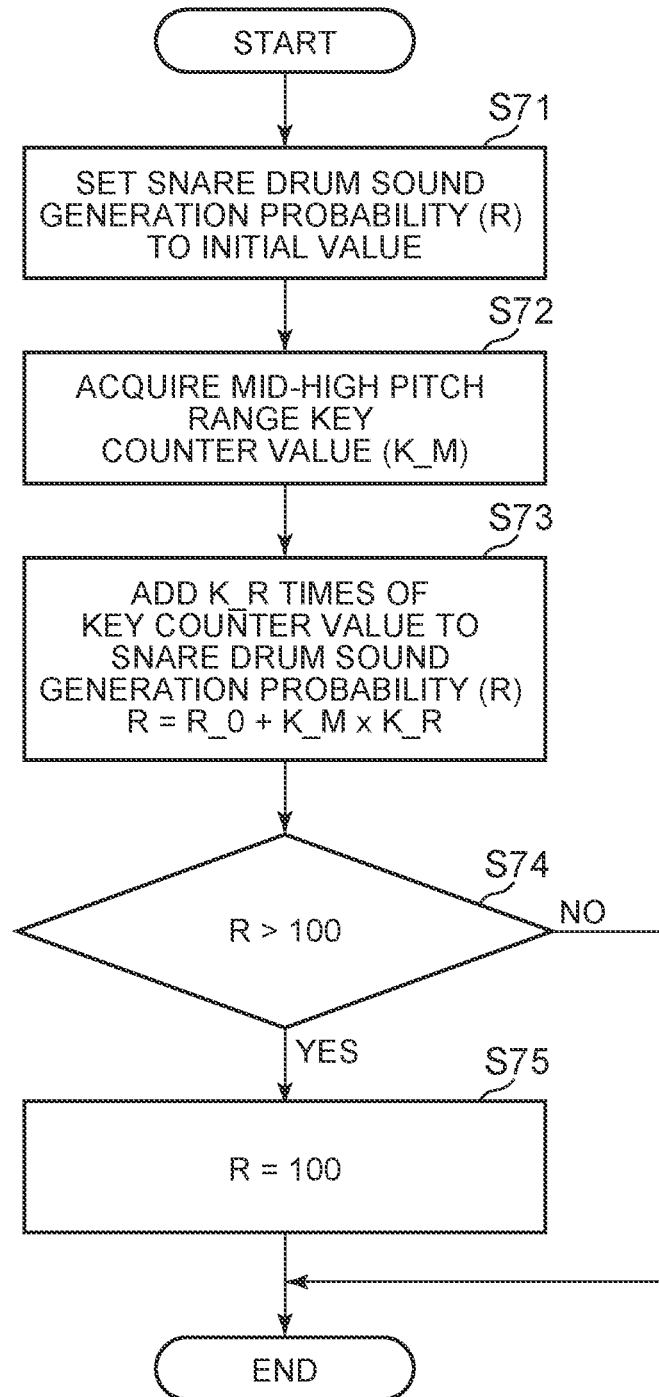 START
S71
SET SNARE DRUM SOUND
GENERATION PROBABILITY (R)
TO INITIAL VALUE
S72
ACQUIRE MID-HIGH PITCH
RANGE KEY
COUNTER VALUE (K_M)
S73
ADD K_R TIMES OF
KEY COUNTER VALUE TO
SNARE DRUM SOUND
GENERATION PROBABILITY (R)
R = R_0 + K_M x K_R
S74
R > 100
NO
YES
S75
R = 100
END